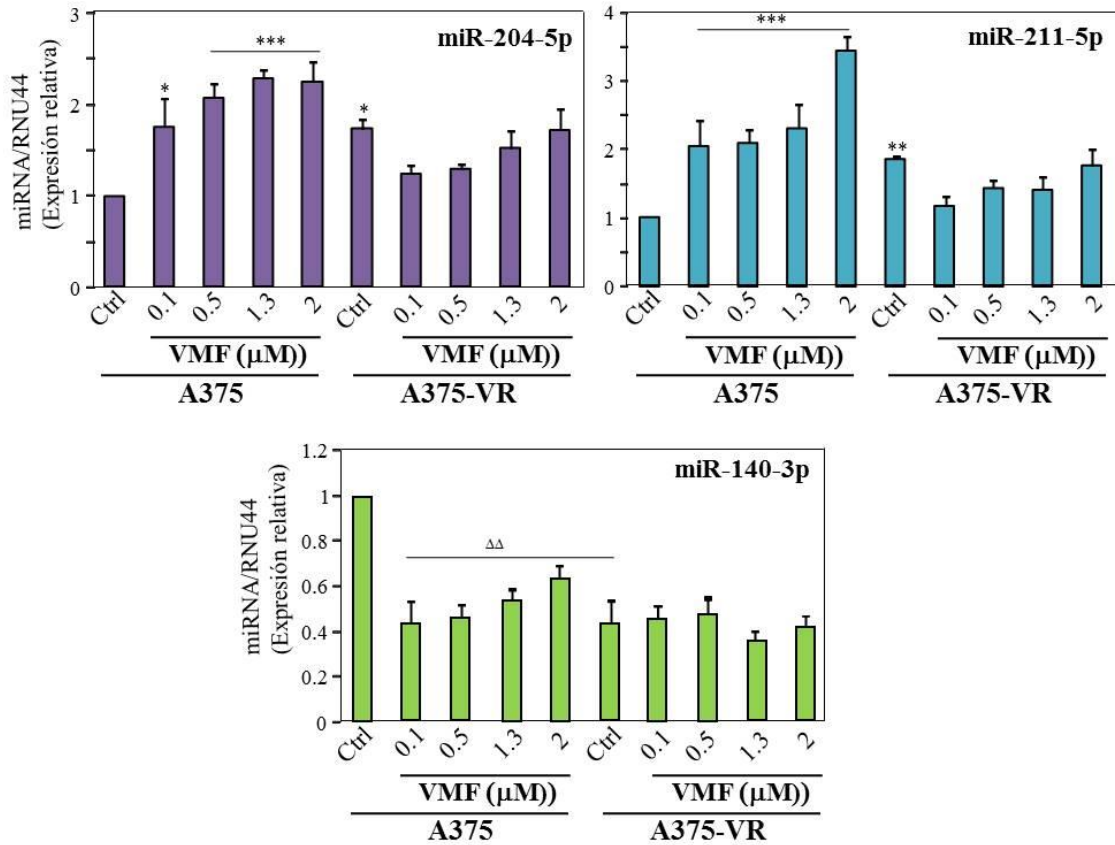 miR-204-5p
miRNA/RNU44
(Expresión relativa)
3
2
1
0
*
***
*
Ctrl 0.1 0.5 1.3 2 Ctrl 0.1 0.5 1.3 2
VMF (μM)) VMF (μM))
A375 A375-VR
miR-211-5p
4
3
2
1
0
***
**
Ctrl 0.1 0.5 1.3 2 Ctrl 0.1 0.5 1.3 2
VMF (μM)) VMF (μM))
A375 A375-VR
miR-140-3p
miRNA/RNU44
(Expresión relativa)
1.2
1
0.8
0.6
0.4
0.2
0
ΔΔ
Ctrl 0.1 0.5 1.3 2 Ctrl 0.1 0.5 1.3 2
VMF (μM)) VMF (μM))
A375 A375-VR